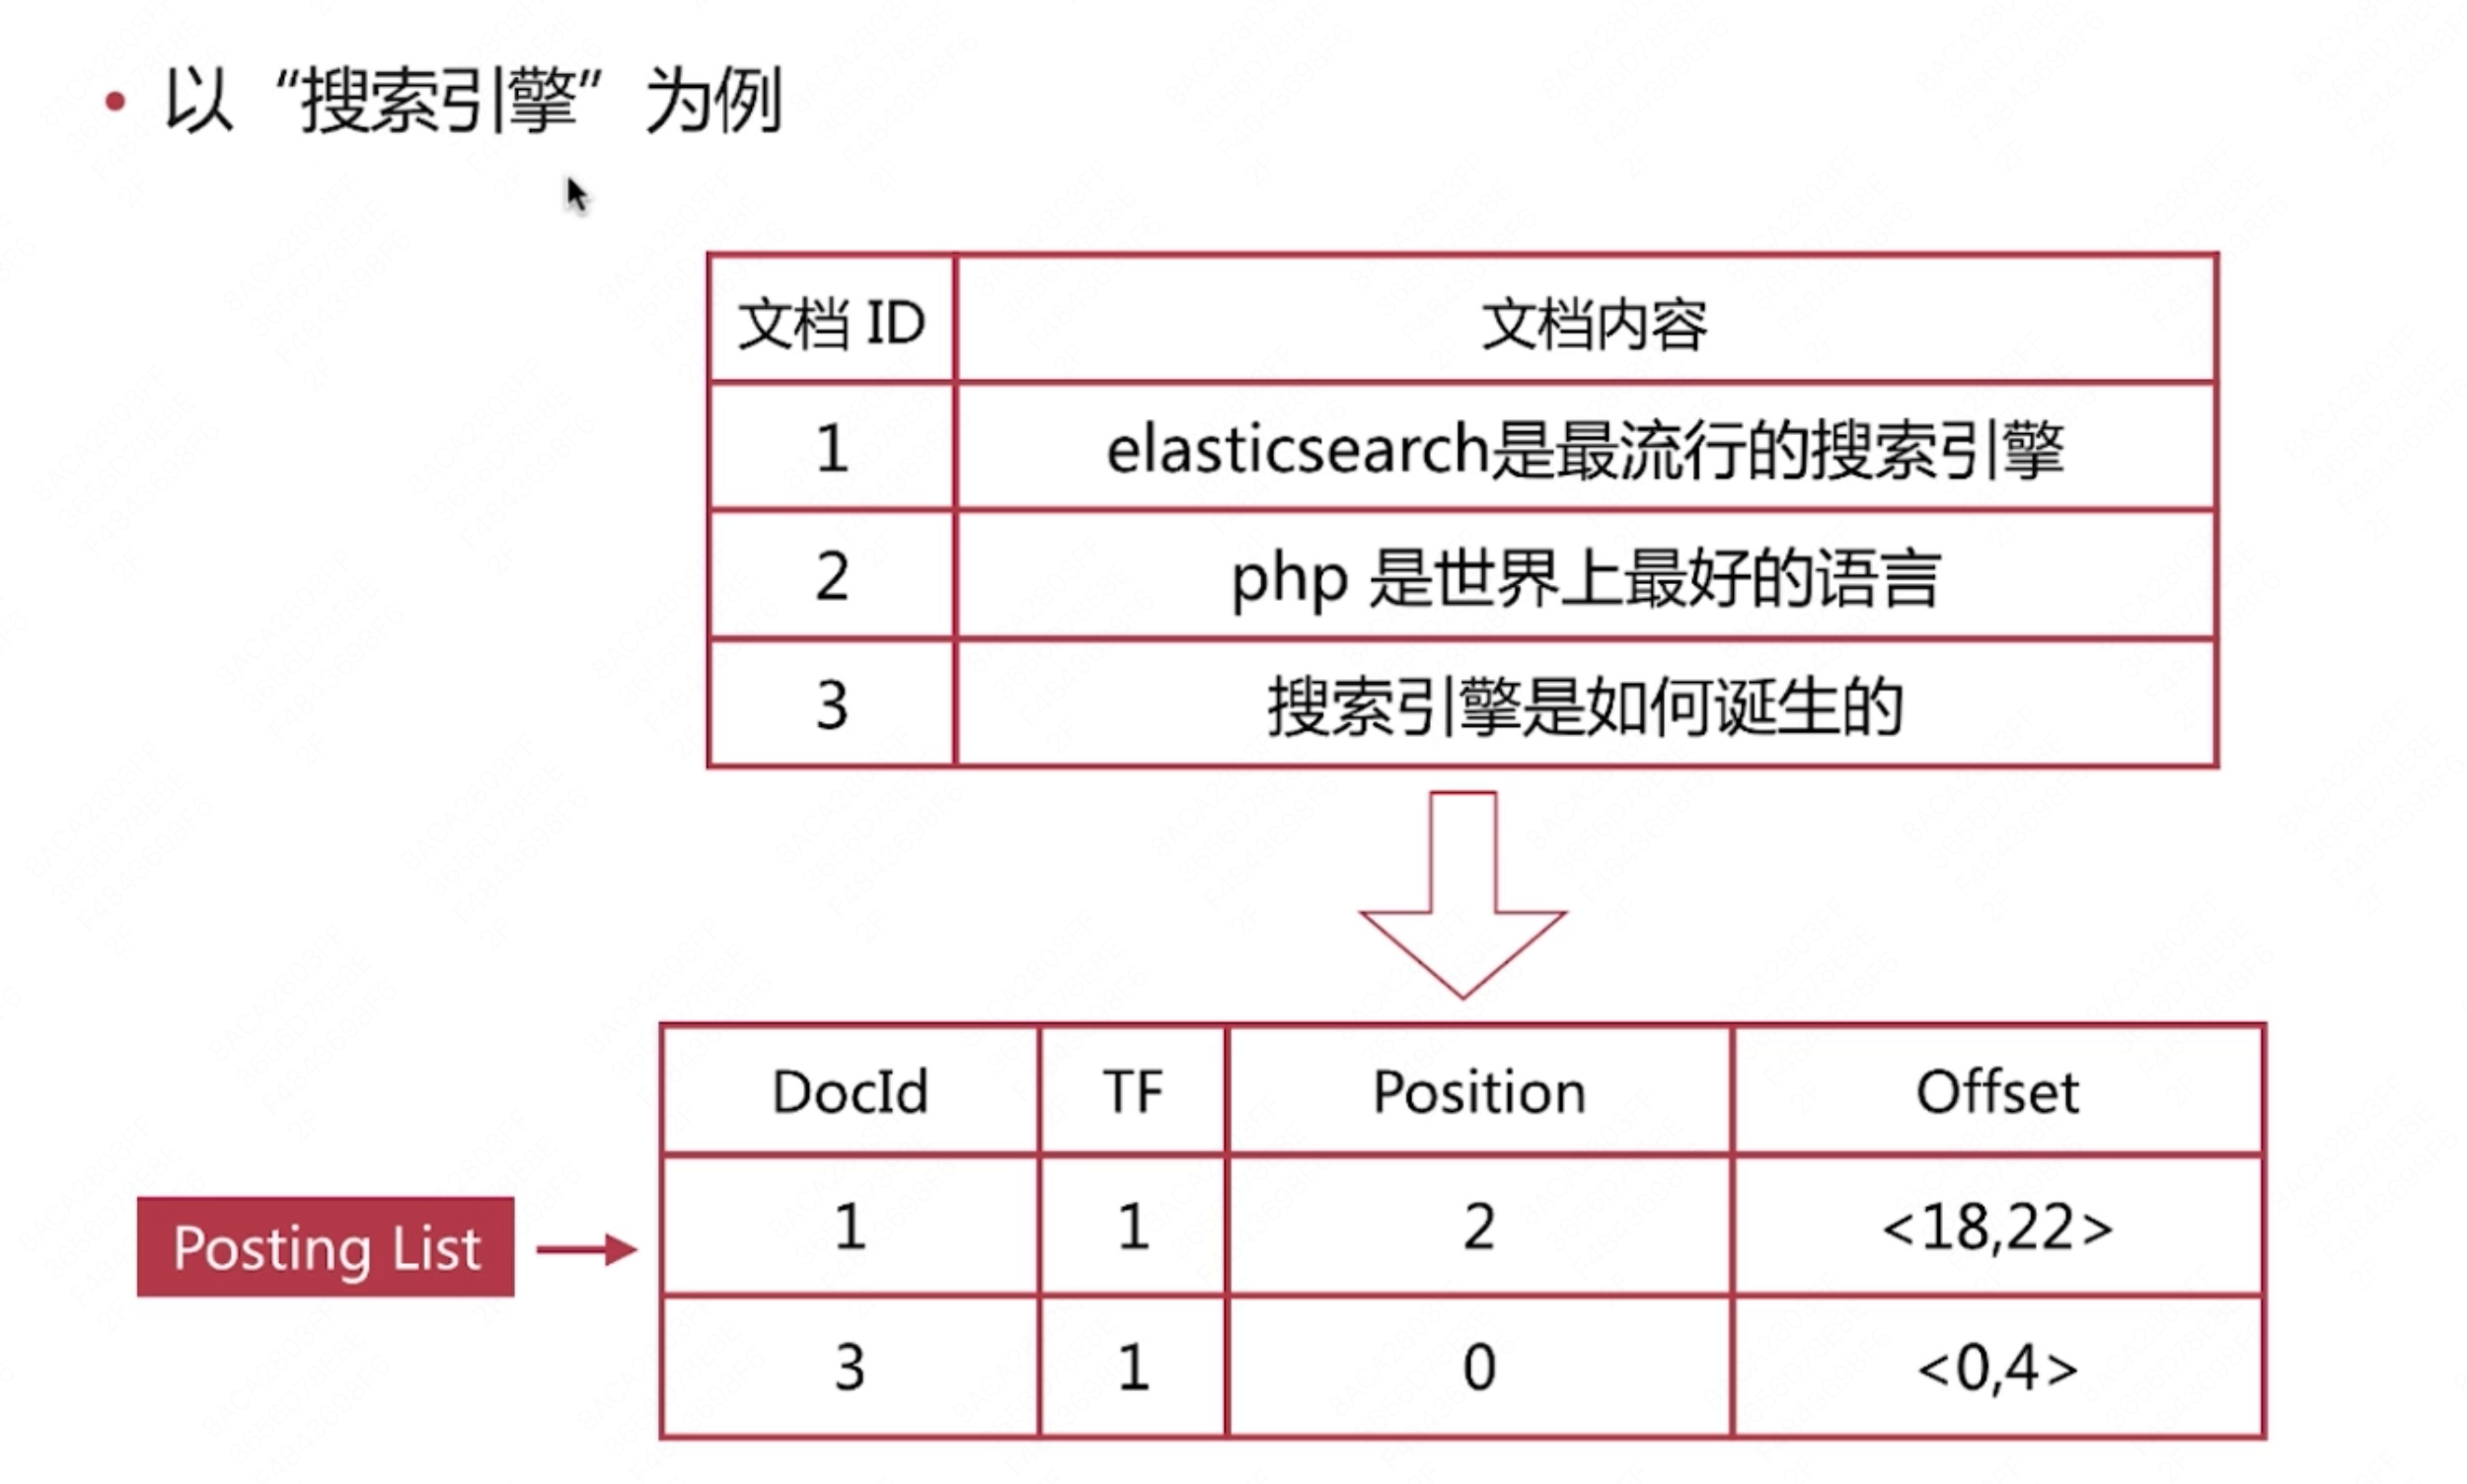 • 以 “搜索引擎” 为例
文档 ID 文档内容
1 elasticsearch是最流行的搜索引擎
2 php 是世界上最好的语言
3 搜索引擎是如何诞生的
DocId TF Position Offset
Posting List
1 1 2 <18,22>
3 1 0 <0,4>